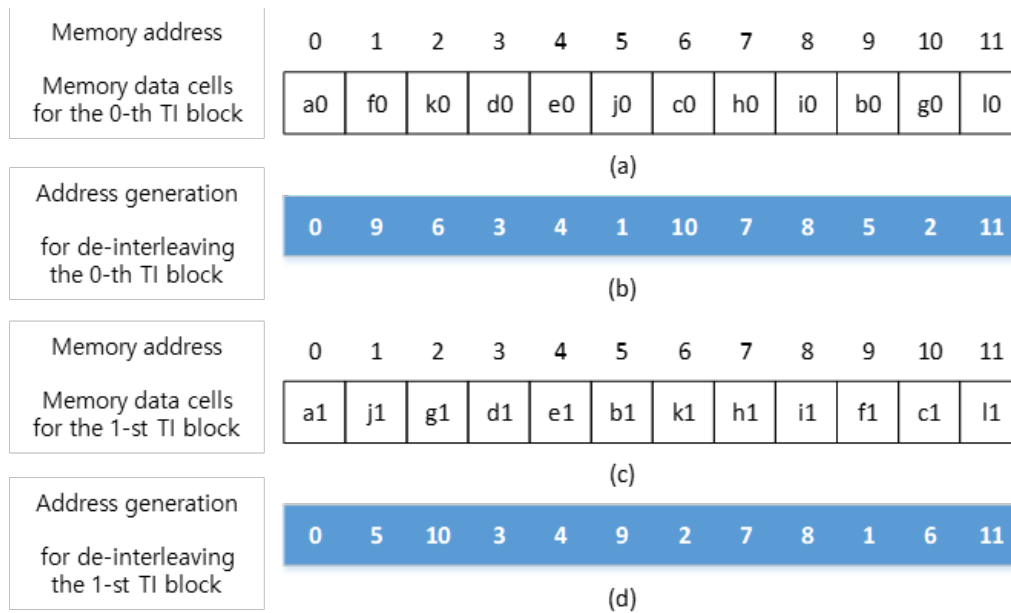 Memory address
0 1 2 3 4 5 6 7 8 9 10 11
Memory data cells
for the 0-th TI block
a0 f0 k0 d0 e0 j0 c0 h0 i0 b0 g0 l0
(a)
Address generation
for de-interleaving
the 0-th TI block
0 9 6 3 4 1 10 7 8 5 2 11
(b)
Memory address
0 1 2 3 4 5 6 7 8 9 10 11
Memory data cells
for the 1-st TI block
a1 j1 g1 d1 e1 b1 k1 h1 i1 f1 c1 l1
(c)
Address generation
for de-interleaving
the 1-st TI block
0 5 10 3 4 9 2 7 8 1 6 11
(d)